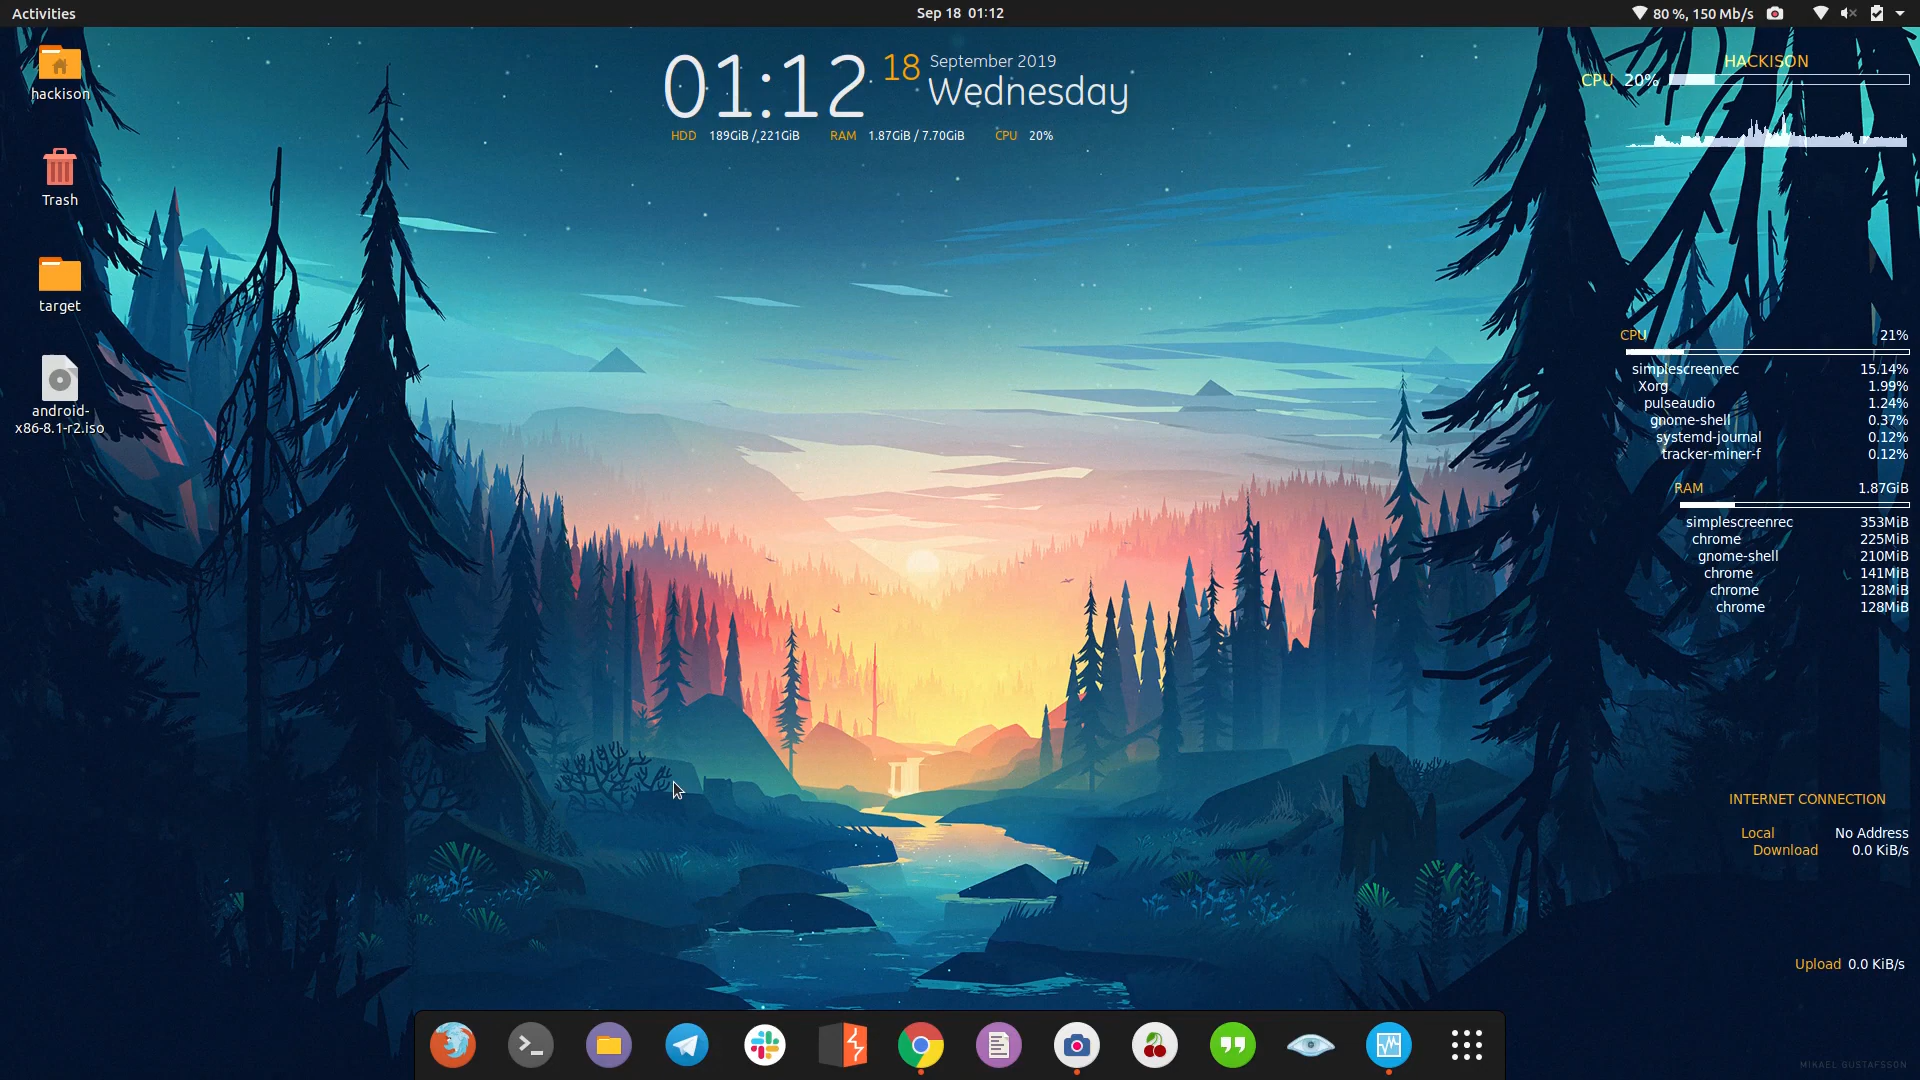 Activities
Sep 18 01:12
80 %, 150 Mb/s
hackison
Trash
target
android-
x86-8.1-r2.iso
01:12
18
September 2019
Wednesday
HDD 189GiB / 221GiB RAM 1.87GiB / 7.70GiB CPU 20%
HACKISON
CPU 20%
CPU 21%
simplescreenrec 15.14%
Xorg 1.99%
pulseaudio 1.24%
gnome-shell 0.37%
systemd-journal 0.12%
tracker-miner-f 0.12%
RAM 1.87GiB
simplescreenrec 353MiB
chrome 225MiB
gnome-shell 210MiB
chrome 141MiB
chrome 128MiB
chrome 128MiB
INTERNET CONNECTION
Local No Address
Download 0.0 KiB/s
Upload 0.0 KiB/s
MIKAEL GUSTAFSSON